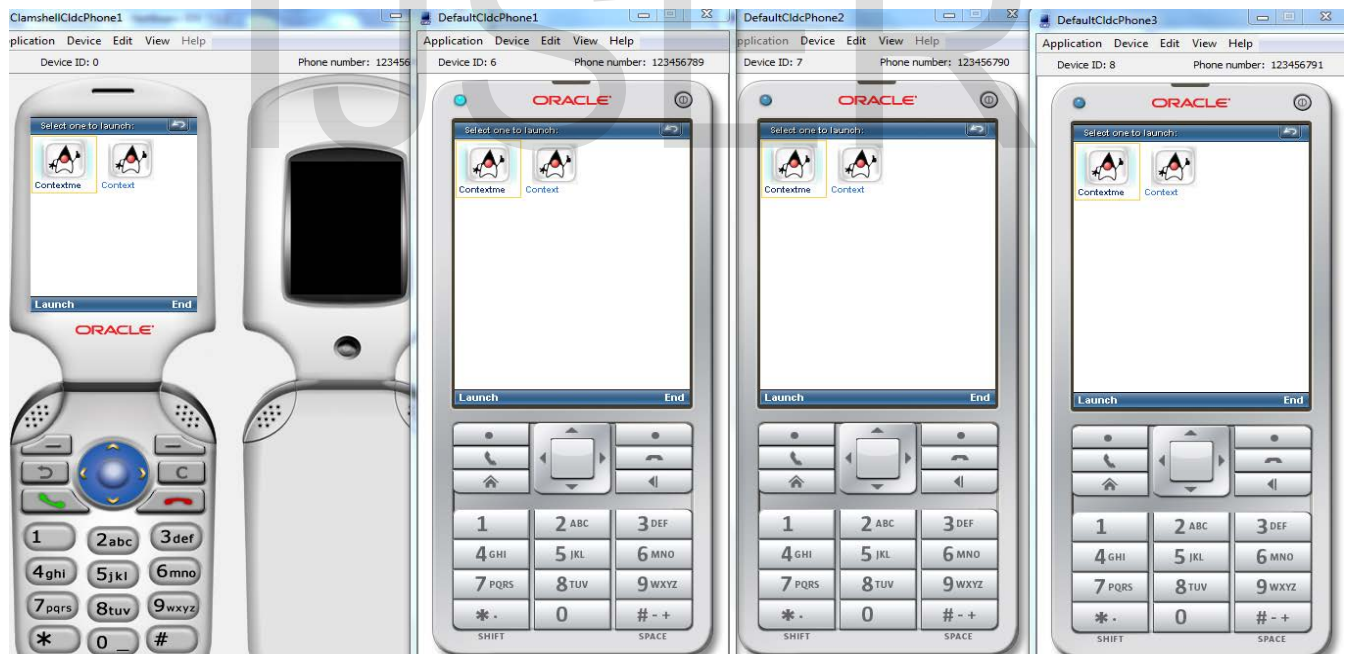 IJSER
ClamshellCldcPhone1
plication Device Edit View Help
Device ID: 0 Phone number: 123456
Select one to launch:
Contextme Context
Launch End
ORACLE
C
1 2abc 3def
4ghi 5jkl 6mno
7pqrs 8tuv 9wxyz
* 0 _ #
DefaultCldcPhone1
Application Device Edit View Help
Device ID: 6 Phone number: 123456789
ORACLE
Select one to launch:
Contextme Context
Launch End
1 2 ABC 3 DEF
4 GHI 5 JKL 6 MNO
7 PQRS 8 TUV 9 WXYZ
* . 0 # - +
SHIFT SPACE
DefaultCldcPhone2
pplication Device Edit View Help
Device ID: 7 Phone number: 123456790
ORACLE
Select one to launch:
Contextme Context
Launch End
1 2 ABC 3 DEF
4 GHI 5 JKL 6 MNO
7 PQRS 8 TUV 9 WXYZ
* . 0 # - +
SHIFT SPACE
DefaultCldcPhone3
Application Device Edit View Help
Device ID: 8 Phone number: 123456791
ORACLE
Select one to launch:
Contextme Context
Launch End
1 2 ABC 3 DEF
4 GHI 5 JKL 6 MNO
7 PQRS 8 TUV 9 WXYZ
* . 0 # - +
SHIFT SPACE